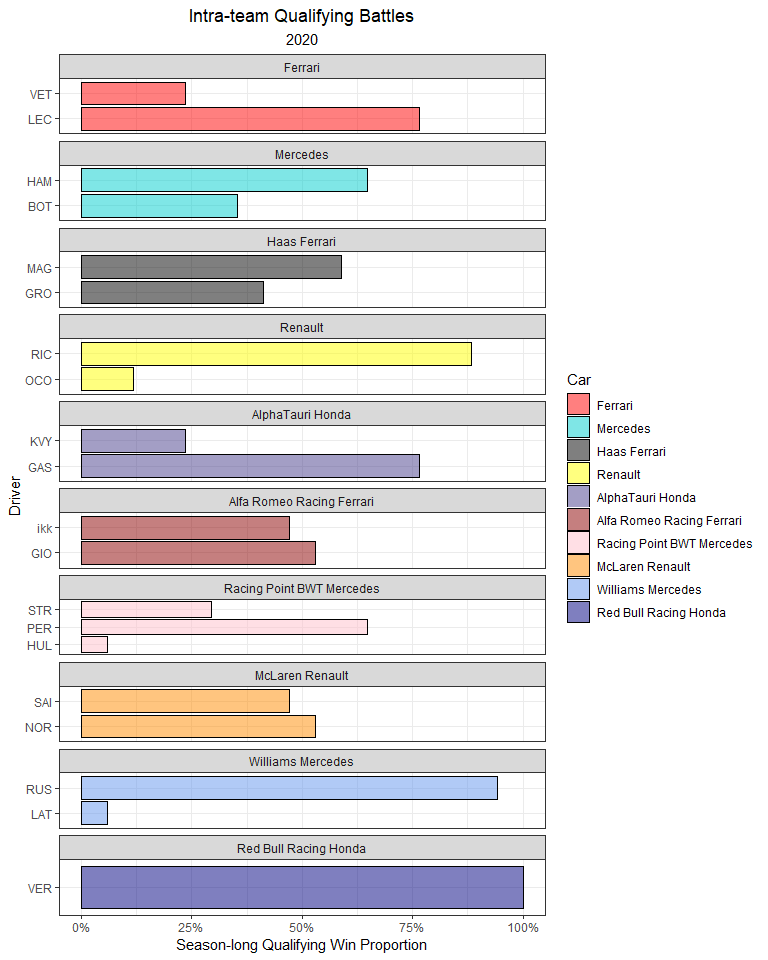 Intra-team Qualifying Battles
2020
Ferrari
VET
LEC
Mercedes
HAM
BOT
Haas Ferrari
MAG
GRO
Renault
RIC
OCO
AlphaTauri Honda
KVY
GAS
Alfa Romeo Racing Ferrari
ikk
GIO
Racing Point BWT Mercedes
STR
PER
HUL
McLaren Renault
SAI
NOR
Williams Mercedes
RUS
LAT
Red Bull Racing Honda
VER
0%
25%
50%
75%
100%
Season-long Qualifying Win Proportion
Driver
Car
Ferrari
Mercedes
Haas Ferrari
Renault
AlphaTauri Honda
Alfa Romeo Racing Ferrari
Racing Point BWT Mercedes
McLaren Renault
Williams Mercedes
Red Bull Racing Honda